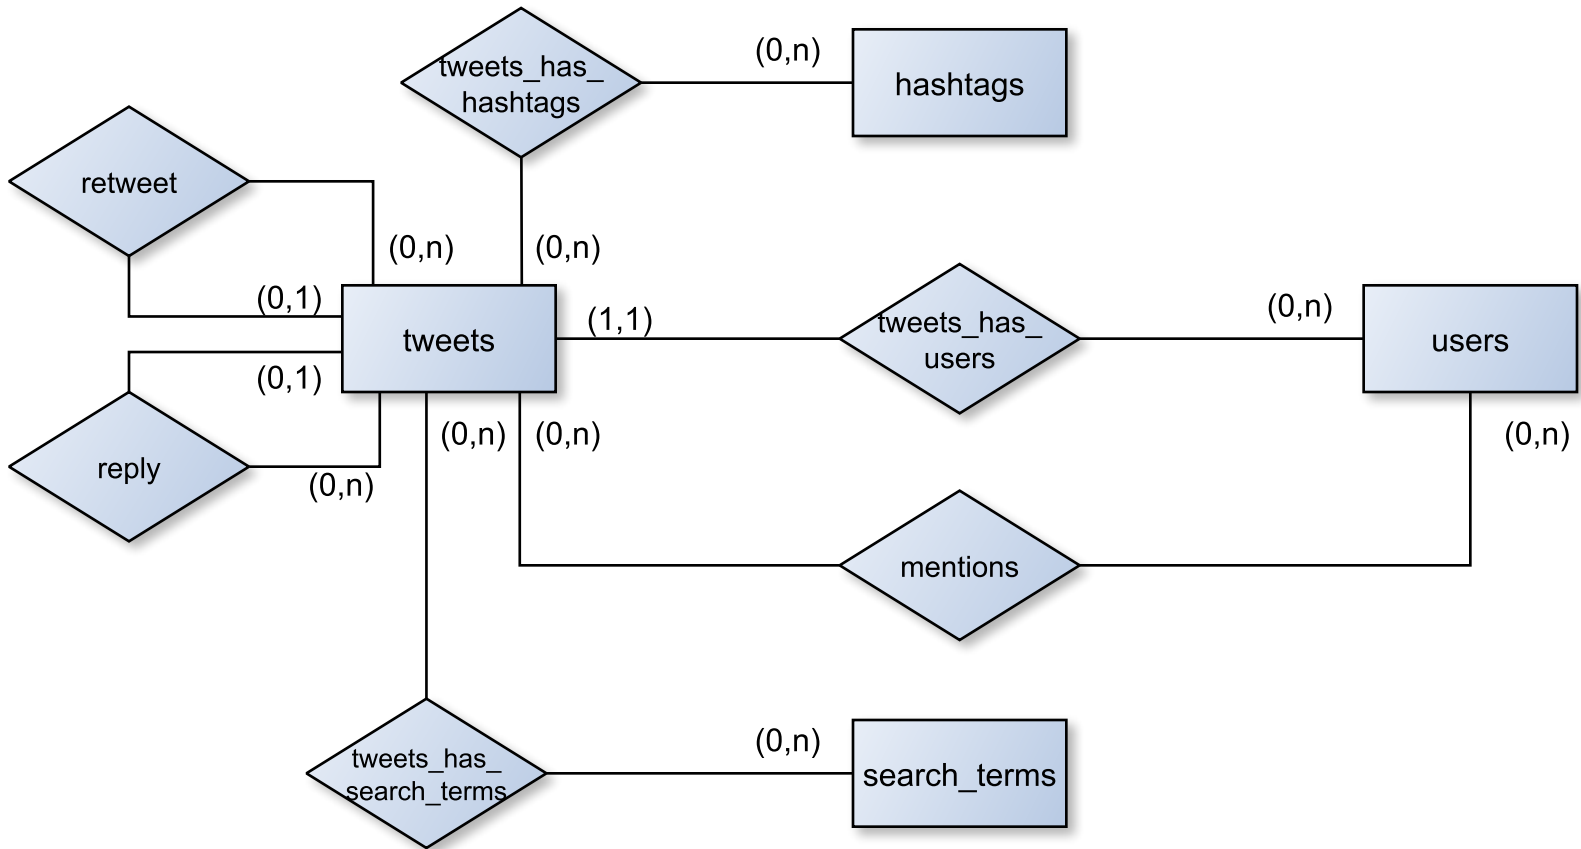 tweets_has_
hashtags
(0,n)
hashtags
retweet
(0,n)
(0,n)
(0,1)
tweets
(1,1)
tweets_has_
users
(0,n)
users
(0,1)
(0,n)
(0,n)
(0,n)
reply
(0,n)
mentions
(0,n)
tweets_has_
search_terms
search_terms